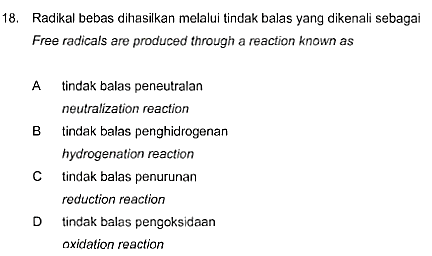 18. Radikal bebas dihasilkan melalui tindak balas yang dikenali sebagai
Free radicals are produced through a reaction known as
A tindak balas peneutralan
neutralization reaction
B tindak balas penghidrogenan
hydrogenation reaction
C tindak balas penurunan
reduction reaction
D tindak balas pengoksidaan
oxidation reaction